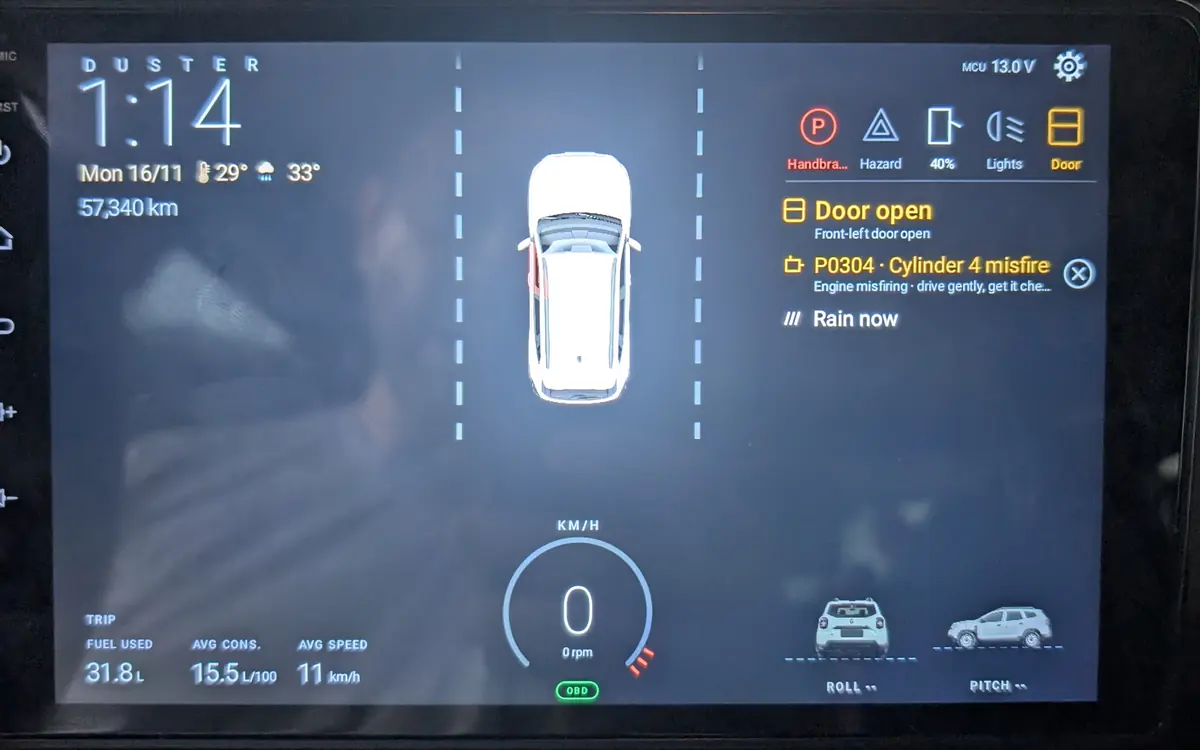 MIC
RST
DUSTER
1:14
Mon 16/11 29° 33°
57,340 km
MCU 13.0 V
P
Handbra... Hazard 40% Lights Door
Door open
Front-left door open
P0304 · Cylinder 4 misfire
Engine misfiring · drive gently, get it che...
Rain now
KM/H
0
0 rpm
OBD
TRIP
FUEL USED AVG CONS. AVG SPEED
31.8 L 15.5 L/100 11 km/h
ROLL -- PITCH --